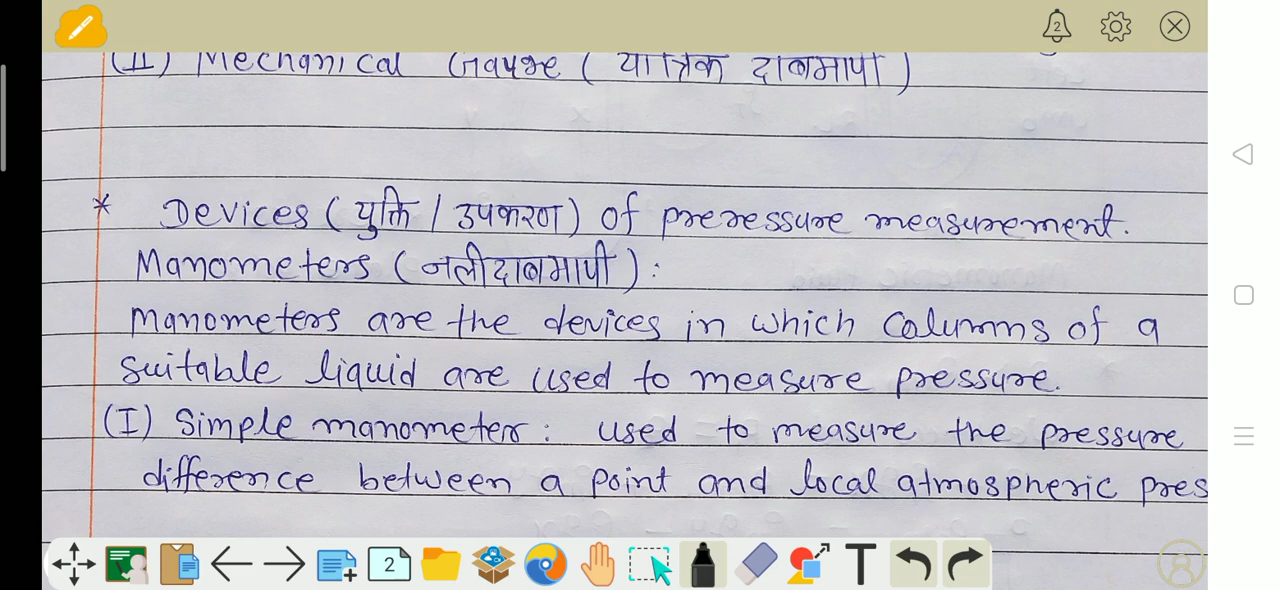 (II) Mechanical Gauge (यांत्रिक दाबमापी)
2
* Devices (युक्ति / उपकरण) of preressure measurement.
Manometers (नलीदाबमापी):
Manometers are the devices in which columns of a
suitable liquid are used to measure pressure.
(I) Simple manometer: used to measure the pressure
difference between a point and local atmospheric pres
2
T